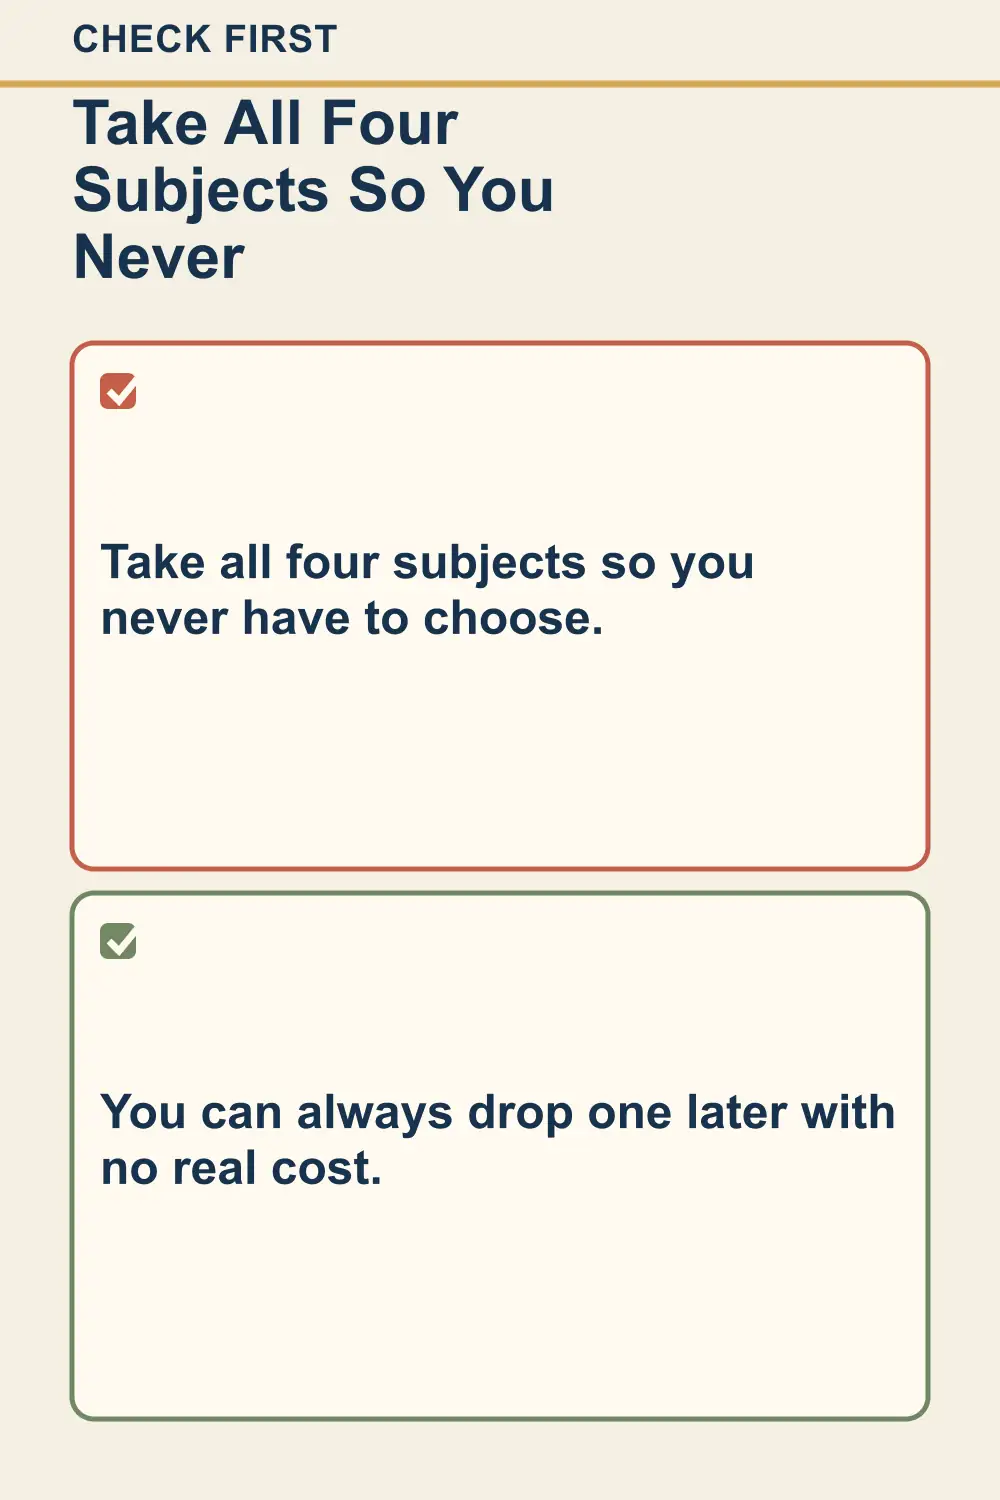 CHECK FIRST
Take All Four
Subjects So You
Never
Take all four subjects so you
never have to choose.
You can always drop one later with
no real cost.